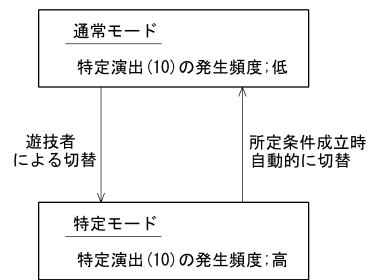 通常モード
特定演出(10)の発生頻度;低
遊技者
による切替
所定条件成立時
自動的に切替
特定モード
特定演出(10)の発生頻度;高